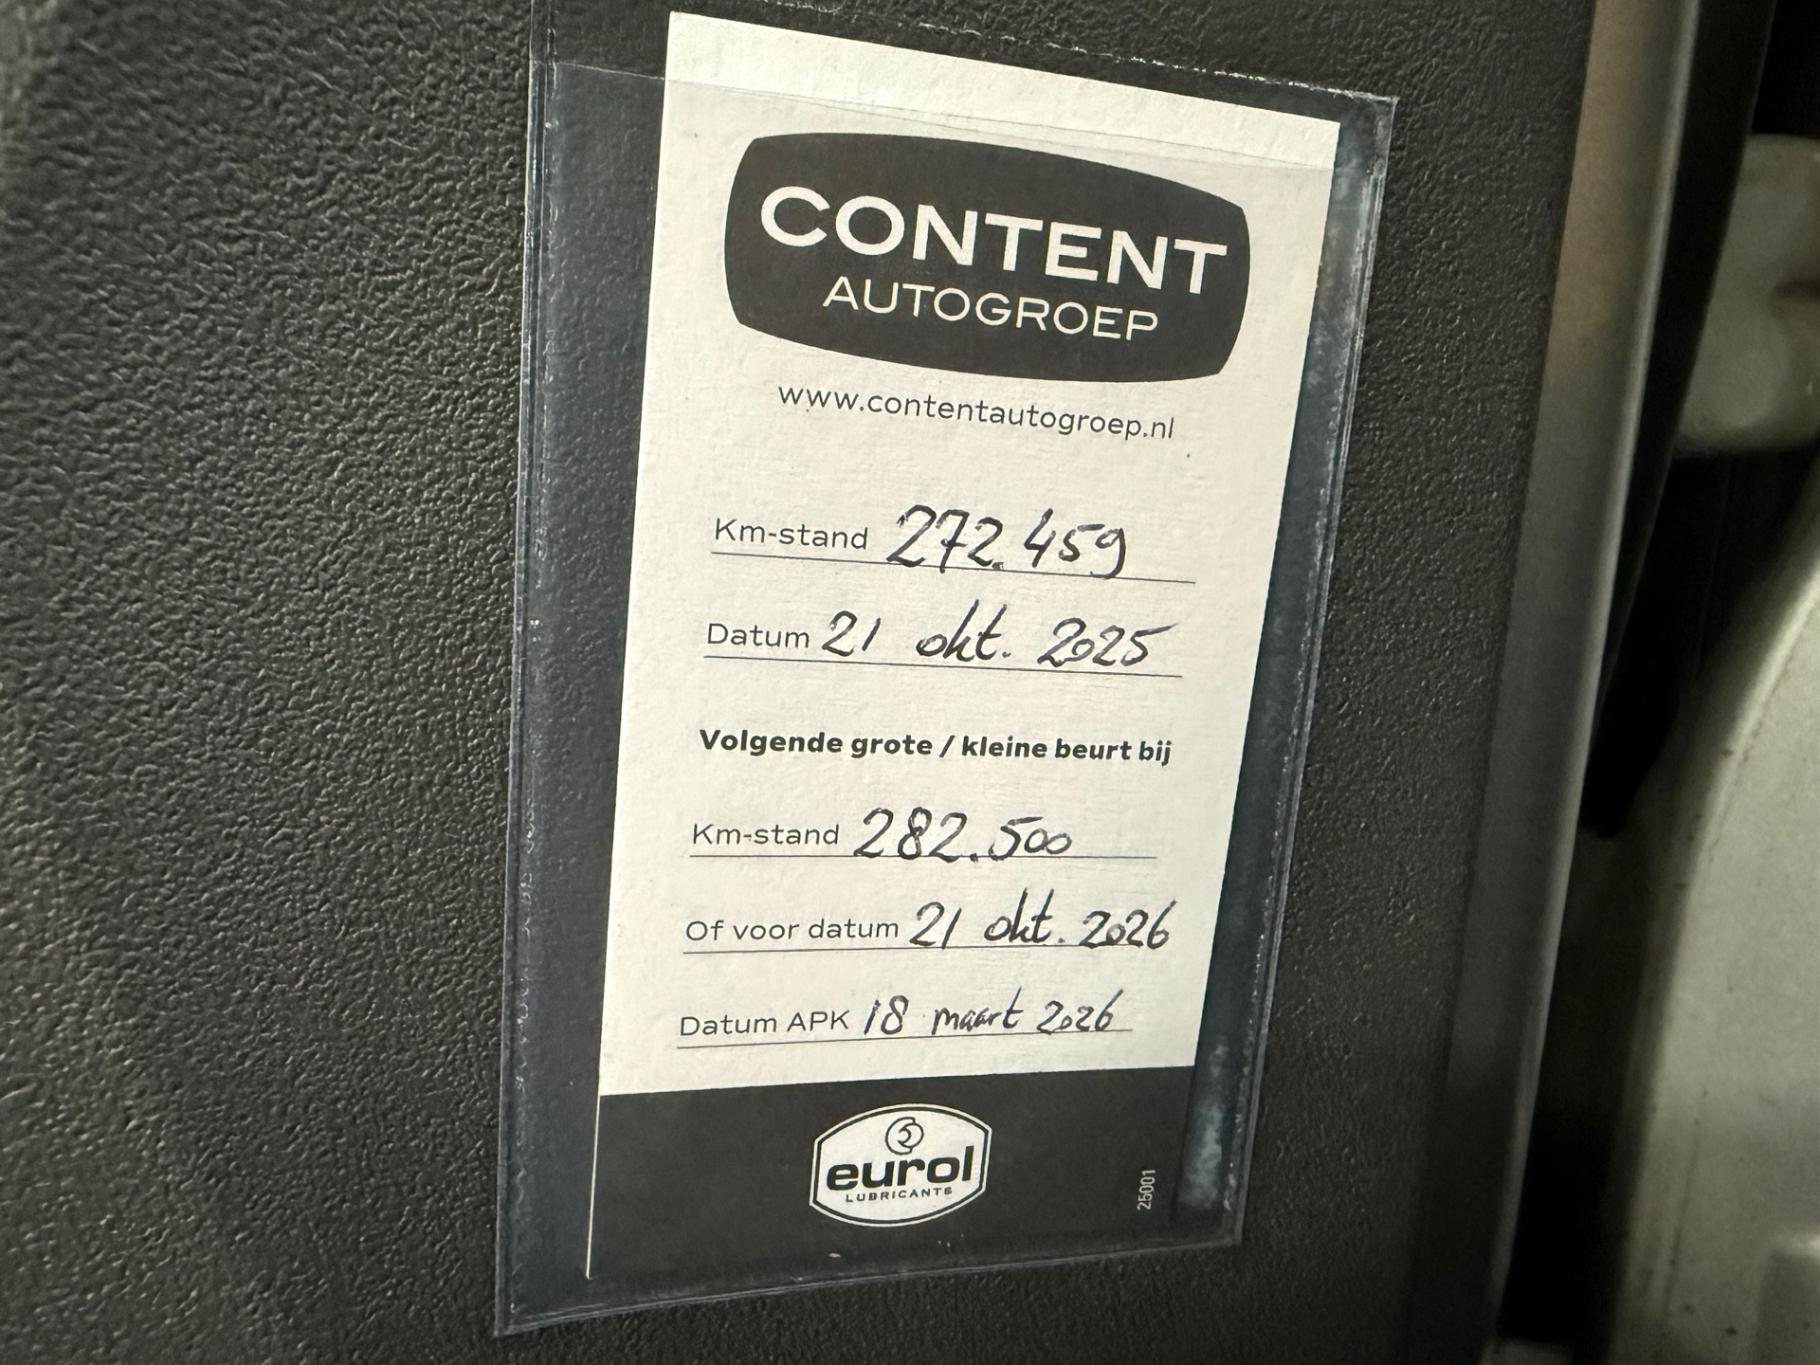 CONTENT
AUTOGROEP
www.contentautogroep.nl
Km-stand 272.459
Datum 21 okt. 2025
Volgende grote / kleine beurt bij
Km-stand 282.500
Of voor datum 21 okt. 2026
Datum APK 18 maart 2026
eurol
LUBRICANTS
25001